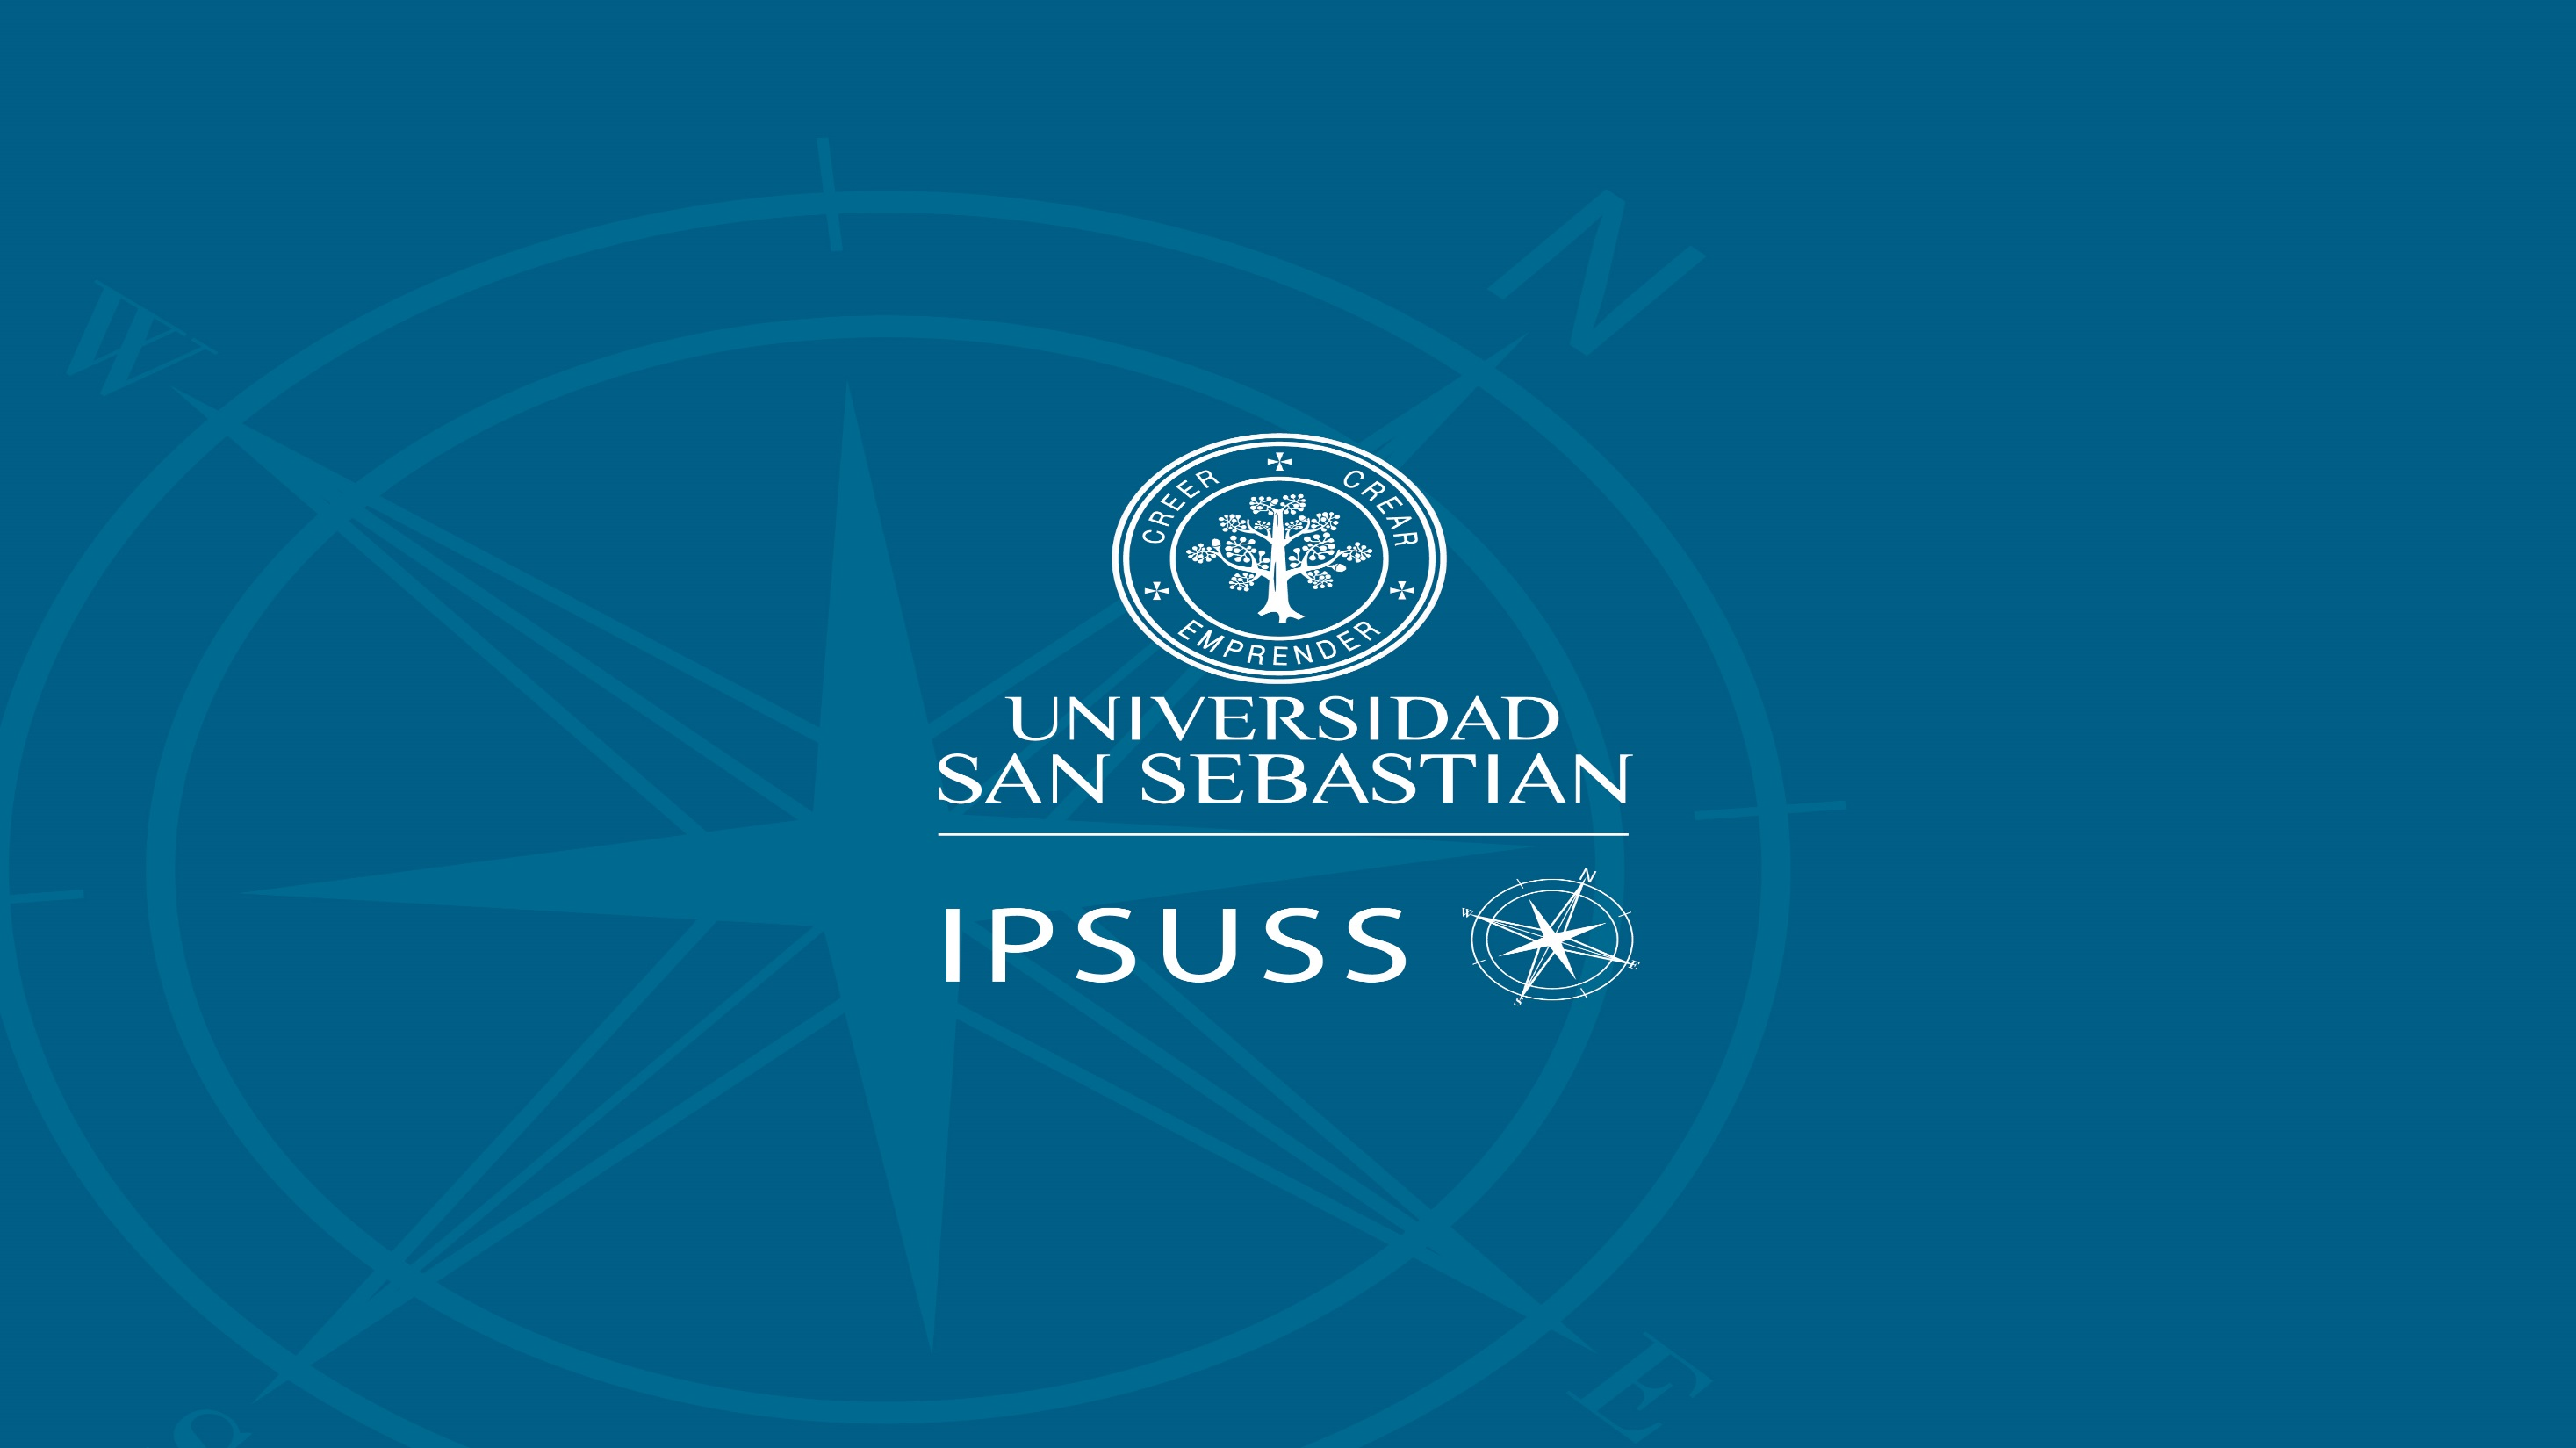 CREER CREAR
EMPRENDER
UNIVERSIDAD
SAN SEBASTIAN
IPSUSS
N
W
E
S
N
W
E
S